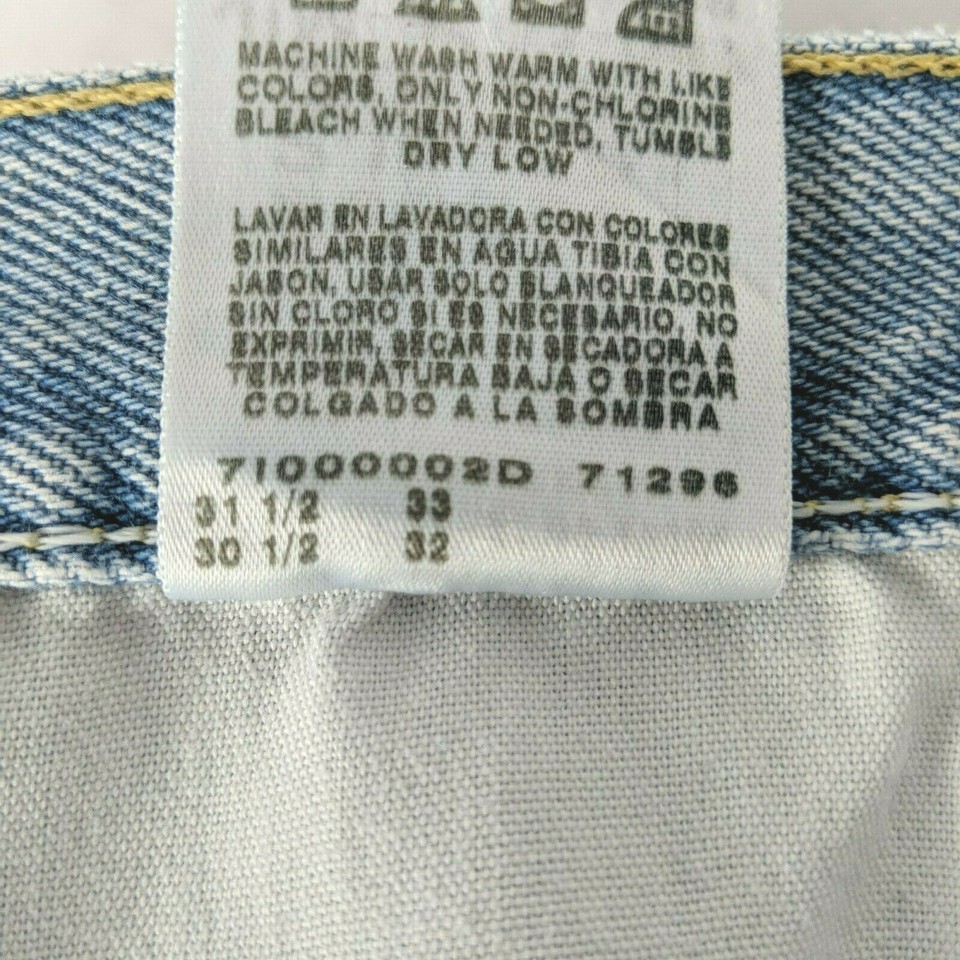 MACHINE WASH WARM WITH LIKE
COLORS, ONLY NON-CHLORINE
BLEACH WHEN NEEDED, TUMBLE
DRY LOW
LAVAR EN LAVADORA CON COLORES
SIMILARES EN AGUA TIBIA CON
JABON, USAR SOLO BLANQUEADOR
SIN CLORO SI ES NECESARIO, NO
EXPRIMIR, SECAR EN SECADORA A
TEMPERATURA BAJA O SECAR
COLGADO A LA SOMBRA
71000002D 71296
31 1/2 33
30 1/2 32